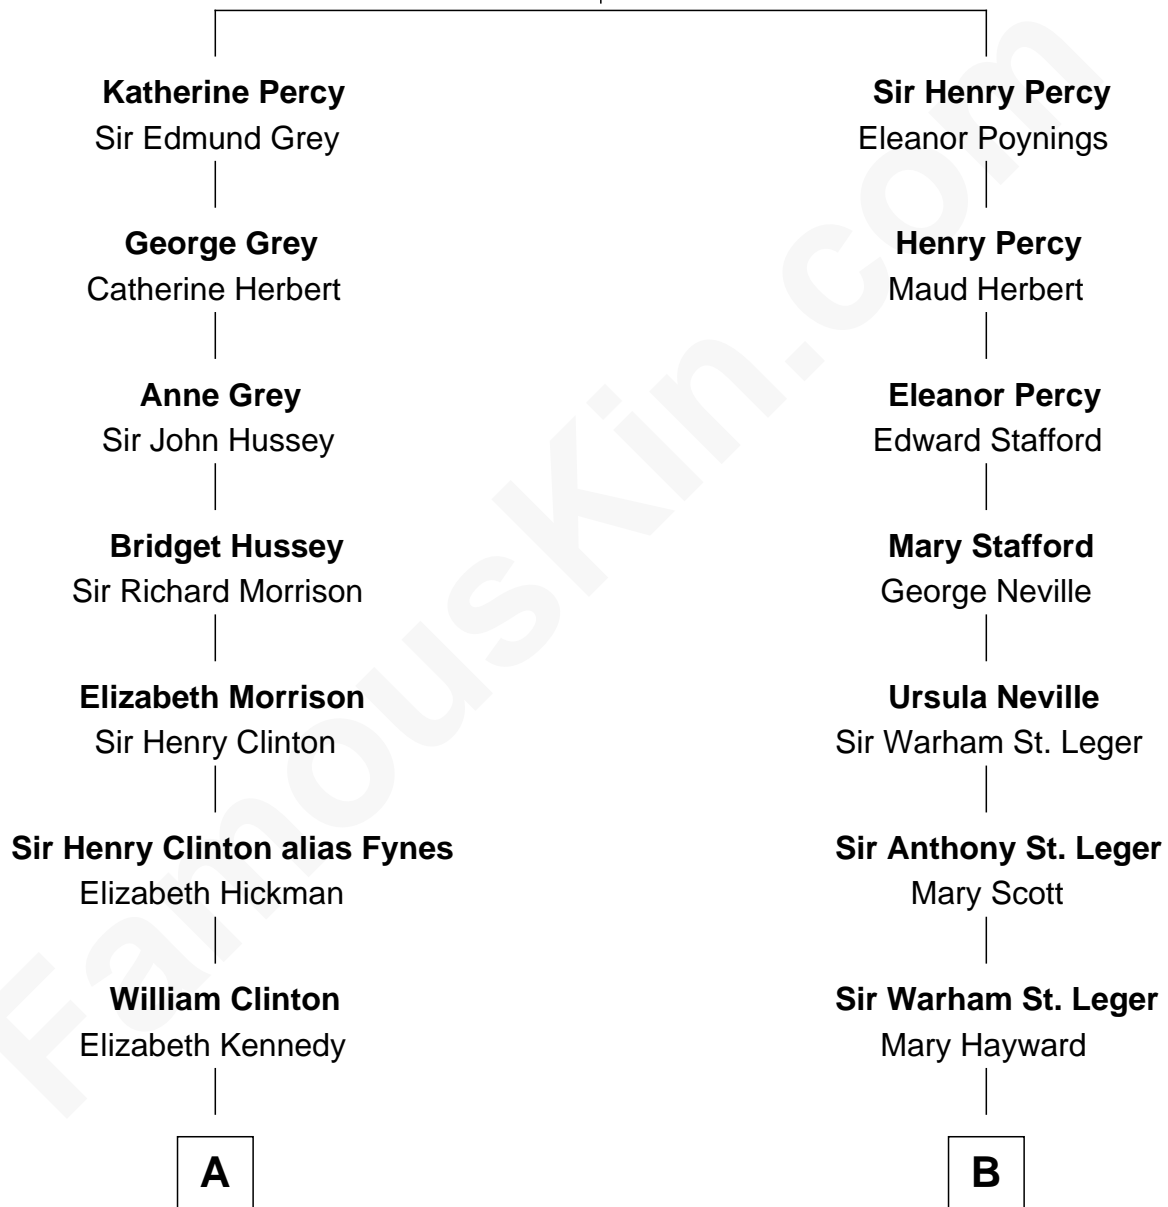 Katherine Percy
Sir Edmund Grey
George Grey
Catherine Herbert
Anne Grey
Sir John Hussey
Bridget Hussey
Sir Richard Morrison
Elizabeth Morrison
Sir Henry Clinton
Sir Henry Clinton alias Fynes
Elizabeth Hickman
William Clinton
Elizabeth Kennedy
A
Sir Henry Percy
Eleanor Poynings
Henry Percy
Maud Herbert
Eleanor Percy
Edward Stafford
Mary Stafford
George Neville
Ursula Neville
Sir Warham St. Leger
Sir Anthony St. Leger
Mary Scott
Sir Warham St. Leger
Mary Hayward
B
FamousKin.com